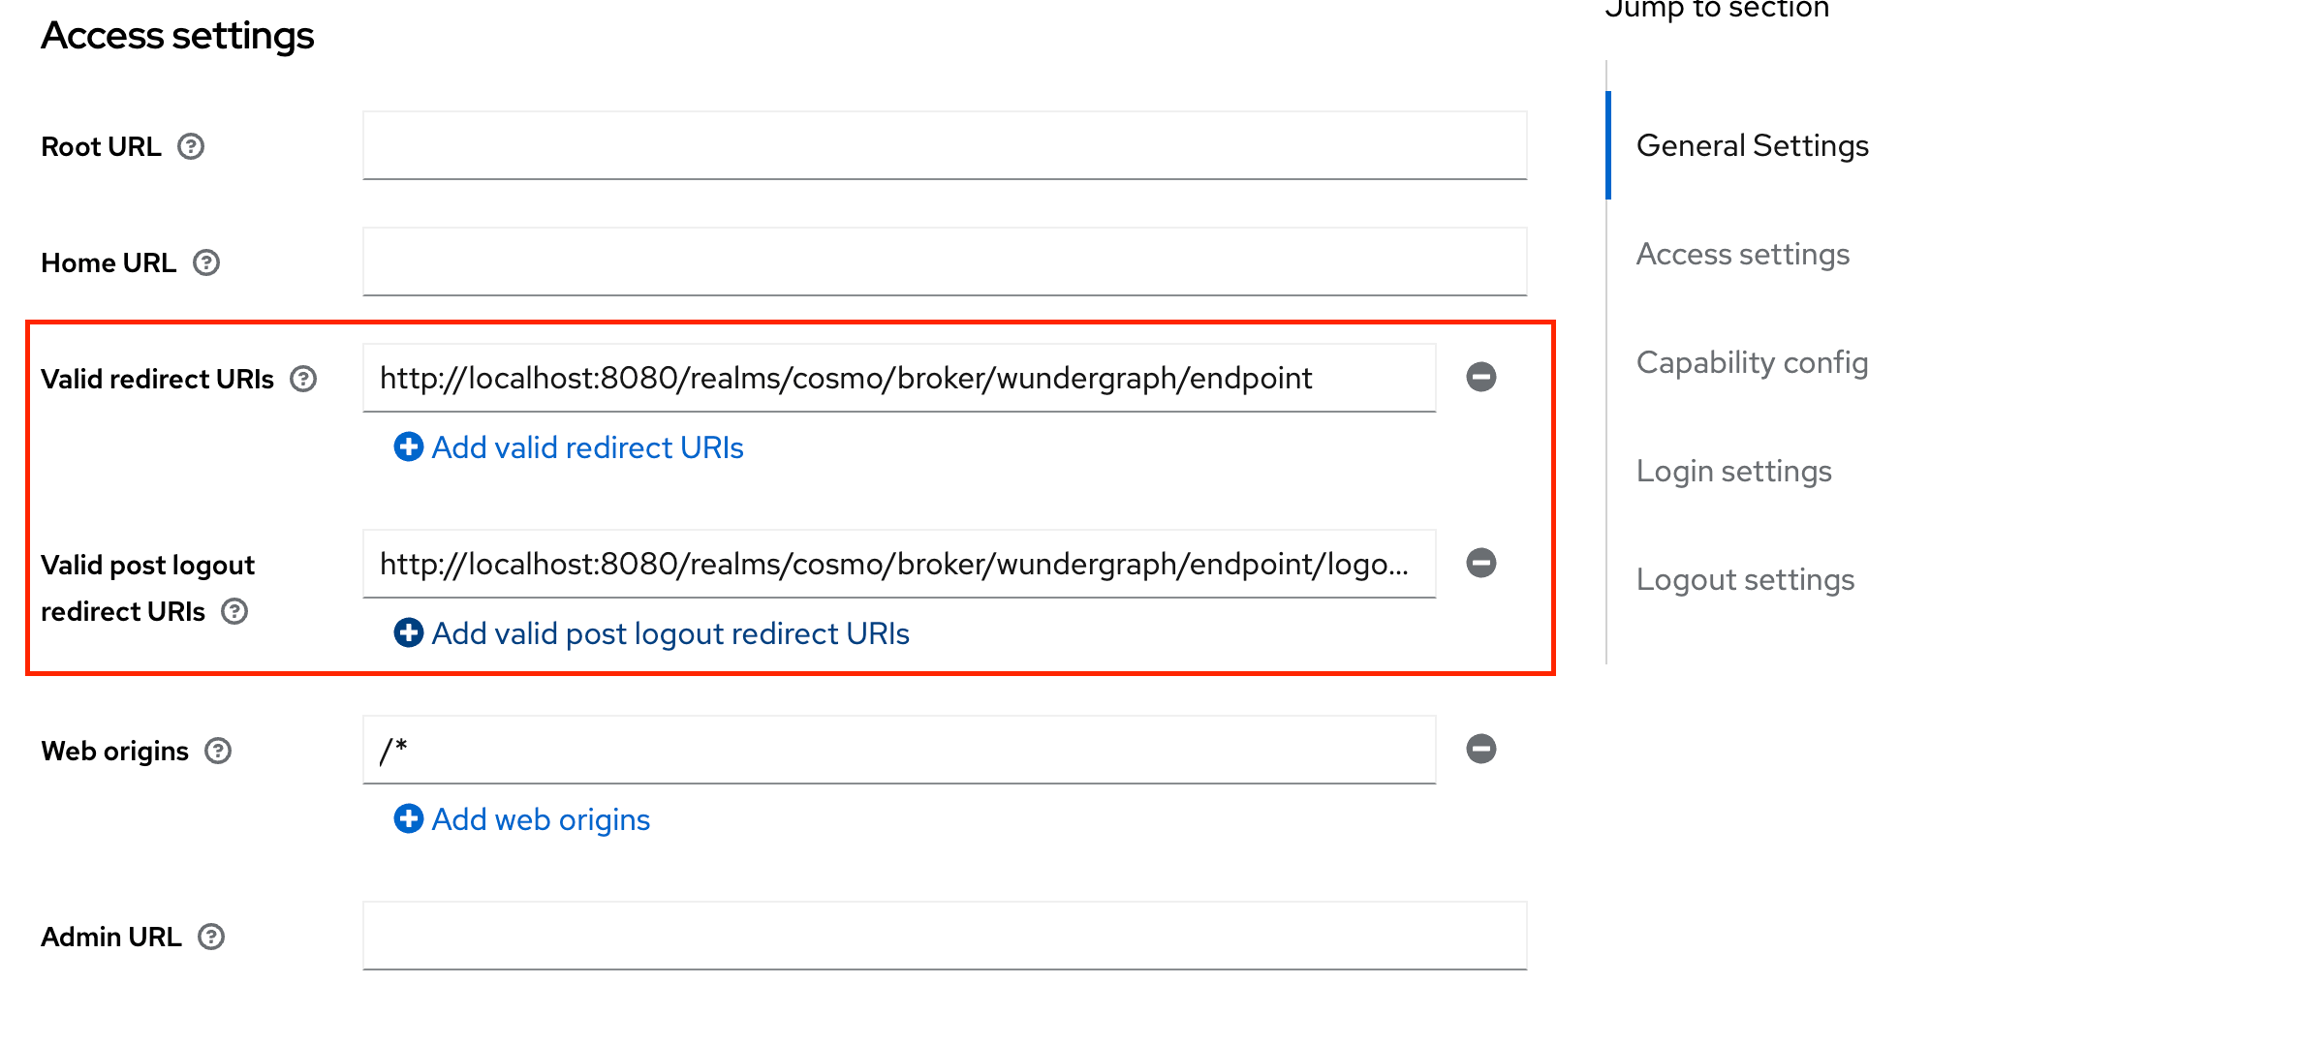 Access settings
Root URL
Home URL
Valid redirect URIs
http://localhost:8080/realms/cosmo/broker/wundergraph/endpoint
Add valid redirect URIs
Valid post logout
redirect URIs
http://localhost:8080/realms/cosmo/broker/wundergraph/endpoint/logo...
Add valid post logout redirect URIs
Web origins
/*
Add web origins
Admin URL
Jump to section
General Settings
Access settings
Capability config
Login settings
Logout settings